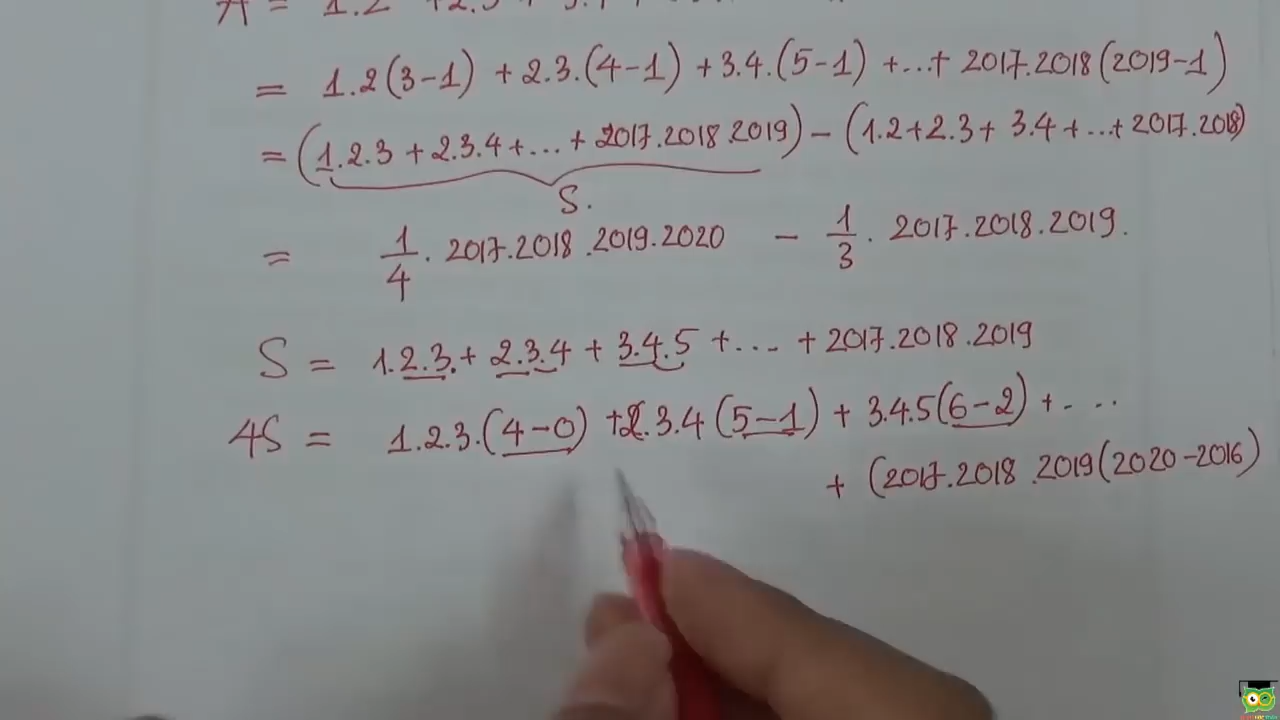 A = 1.2 + 2.3
= 1.2(3-1) + 2.3.(4-1) + 3.4.(5-1) + ...+ 2017.2018(2019-1)
= (1.2.3 + 2.3.4 + ... + 2017.2018.2019) - (1.2+2.3+ 3.4 + ...+ 2017.2018)
S.
= 1/4 . 2017.2018.2019.2020 - 1/3 . 2017.2018.2019.
S = 1.2.3. + 2.3.4 + 3.4.5 + ... + 2017.2018.2019
4S = 1.2.3.(4-0) + 2.3.4(5-1) + 3.4.5(6-2) + ...
+ (2017.2018.2019(2020-2016)